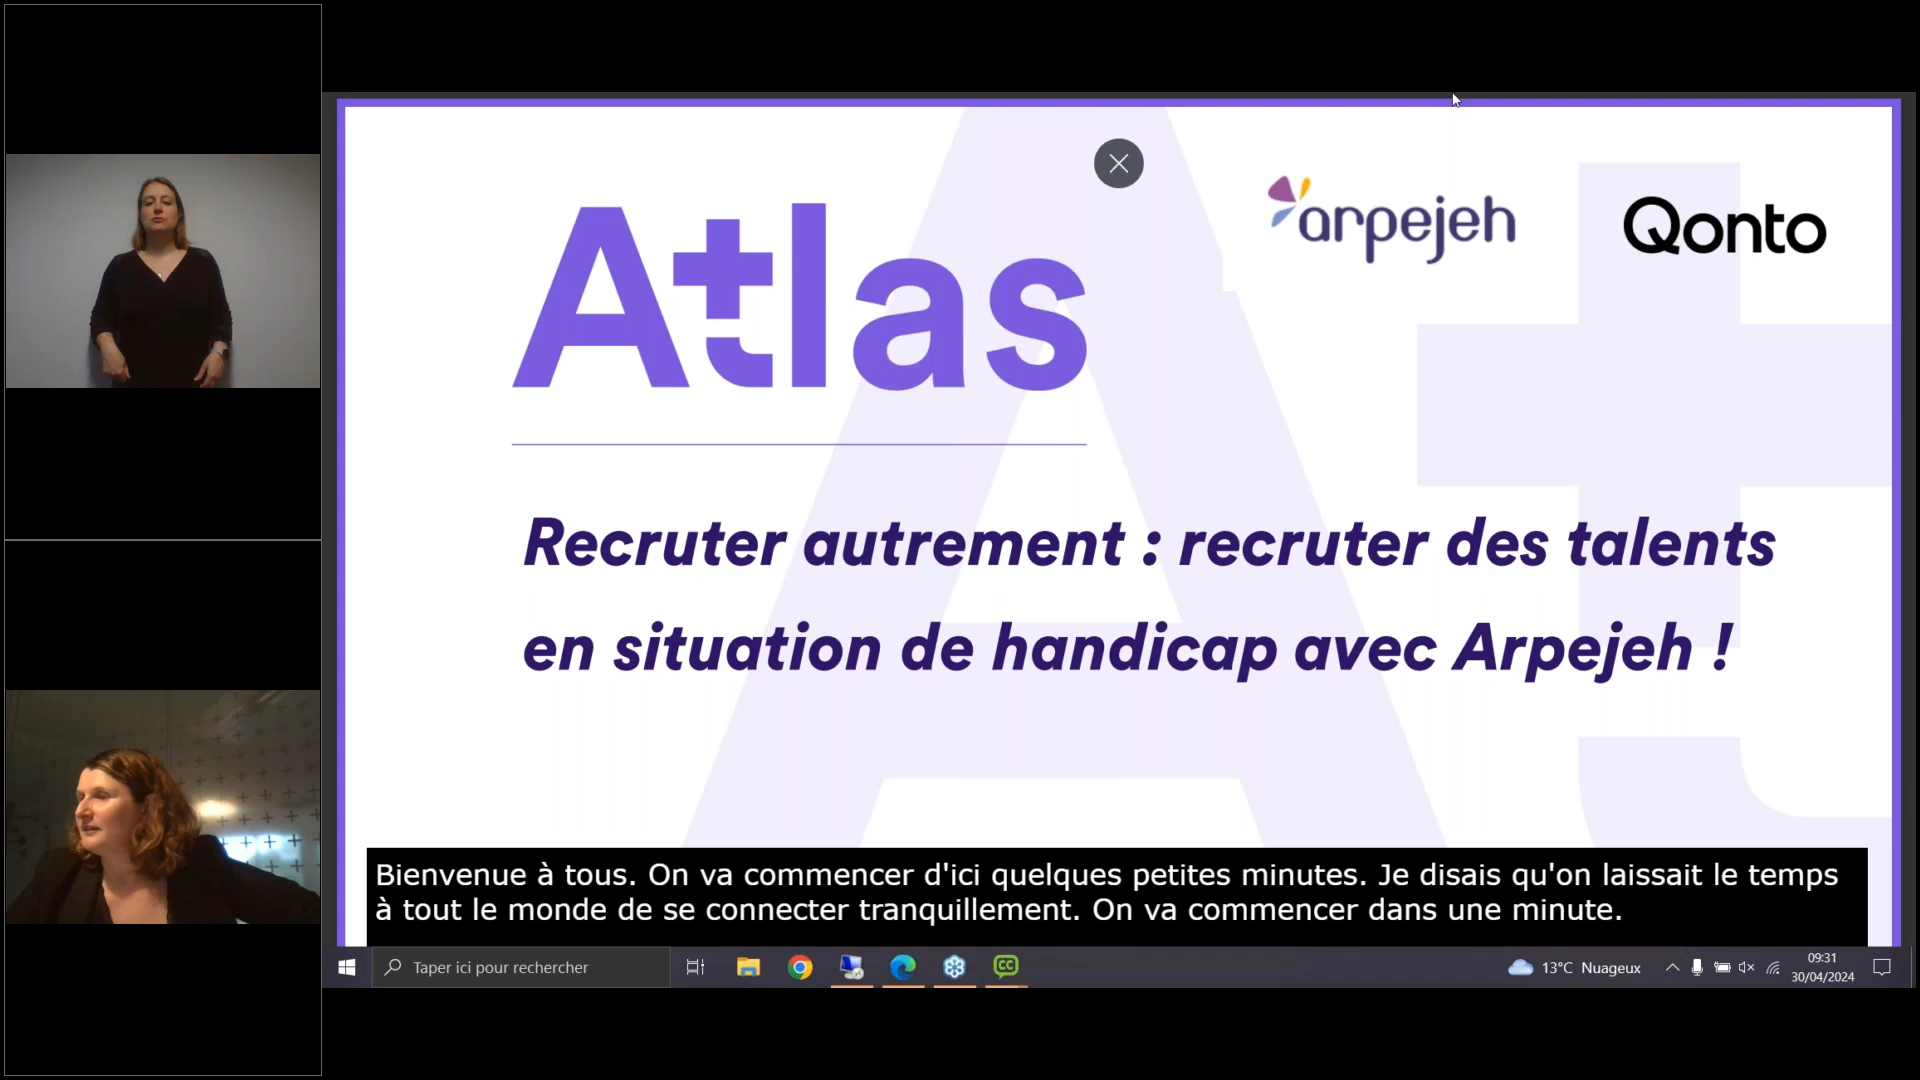 Atlas
arpejeh
Qonto
Recruter autrement : recruter des talents
en situation de handicap avec Arpejeh !
Bienvenue à tous. On va commencer d'ici quelques petites minutes. Je disais qu'on laissait le temps
à tout le monde de se connecter tranquillement. On va commencer dans une minute.
Taper ici pour rechercher
CC
13°C Nuageux
09:31
30/04/2024